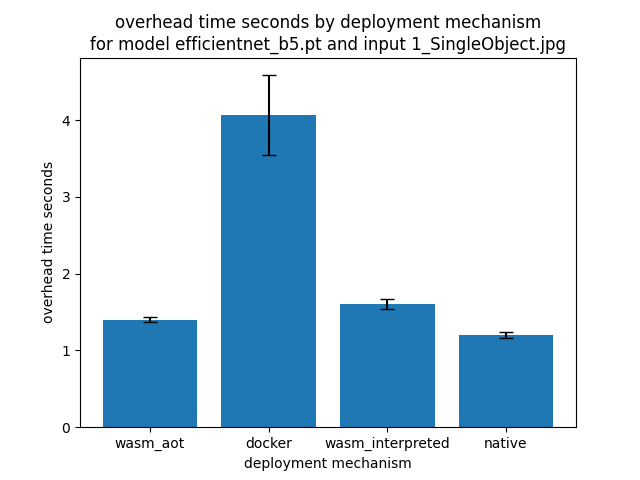 overhead time seconds by deployment mechanism
for model efficientnet_b5.pt and input 1_SingleObject.jpg
overhead time seconds
4
3
2
1
0
wasm_aot
docker
wasm_interpreted
native
deployment mechanism